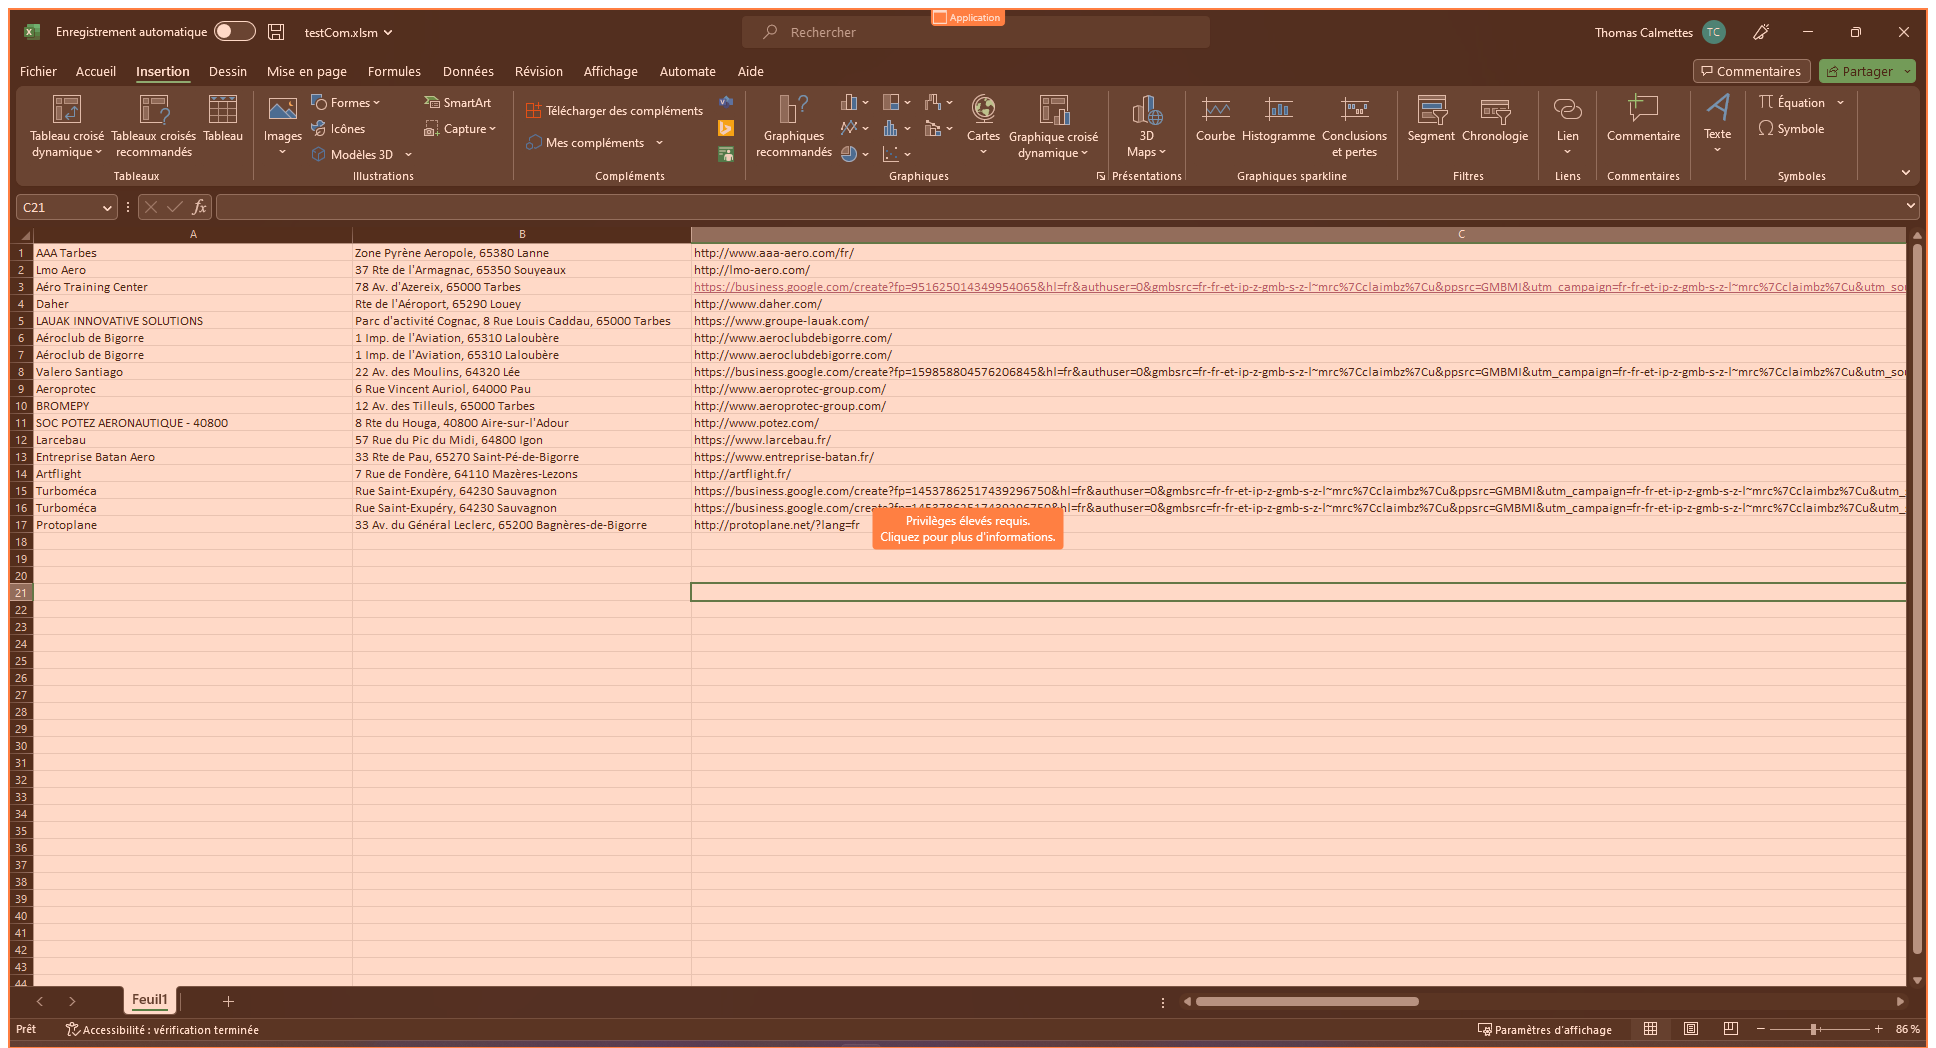 Application
Enregistrement automatique
testCom.xlsm
Rechercher
Thomas Calmettes TC
Fichier Accueil Insertion Dessin Mise en page Formules Données Révision Affichage Automate Aide
Commentaires Partager
Tableau croisé dynamique
Tableaux croisés recommandés
Tableau
Tableaux
Images
Formes
Icônes
Modèles 3D
SmartArt
Capture
Illustrations
Télécharger des compléments
Mes compléments
Compléments
Graphiques recommandés
Cartes
Graphique croisé dynamique
Graphiques
3D Maps
Présentations
Courbe Histogramme Conclusions et pertes
Graphiques sparkline
Segment Chronologie
Filtres
Lien
Liens
Commentaire
Commentaires
Texte
Équation
Symbole
Symboles
C21 fx
A B C
1 AAA Tarbes Zone Pyrène Aeropole, 65380 Lanne http://www.aaa-aero.com/fr/
2 Lmo Aero 37 Rte de l'Armagnac, 65350 Souyeaux http://lmo-aero.com/
3 Aéro Training Center 78 Av. d'Azereix, 65000 Tarbes https://business.google.com/create?fp=951625014349954065&hl=fr&authuser=0&gmbsrc=fr-fr-et-ip-z-gmb-s-z-l~mrc%7Cclaimbz%7Cu&ppsrc=GMBMI&utm_campaign=fr-fr-et-ip-z-gmb-s-z-l~mrc%7Cclaimbz%7Cu&utm_sou
4 Daher Rte de l'Aéroport, 65290 Louey http://www.daher.com/
5 LAUAK INNOVATIVE SOLUTIONS Parc d'activité Cognac, 8 Rue Louis Caddau, 65000 Tarbes https://www.groupe-lauak.com/
6 Aéroclub de Bigorre 1 Imp. de l'Aviation, 65310 Laloubère http://www.aeroclubdebigorre.com/
7 Aéroclub de Bigorre 1 Imp. de l'Aviation, 65310 Laloubère http://www.aeroclubdebigorre.com/
8 Valero Santiago 22 Av. des Moulins, 64320 Lée https://business.google.com/create?fp=159858804576206845&hl=fr&authuser=0&gmbsrc=fr-fr-et-ip-z-gmb-s-z-l~mrc%7Cclaimbz%7Cu&ppsrc=GMBMI&utm_campaign=fr-fr-et-ip-z-gmb-s-z-l~mrc%7Cclaimbz%7Cu&utm_sou
9 Aeroprotec 6 Rue Vincent Auriol, 64000 Pau http://www.aeroprotec-group.com/
10 BROMEPY 12 Av. des Tilleuls, 65000 Tarbes http://www.aeroprotec-group.com/
11 SOC POTEZ AERONAUTIQUE - 40800 8 Rte du Houga, 40800 Aire-sur-l'Adour http://www.potez.com/
12 Larcebau 57 Rue du Pic du Midi, 64800 Igon https://www.larcebau.fr/
13 Entreprise Batan Aero 33 Rte de Pau, 65270 Saint-Pé-de-Bigorre https://www.entreprise-batan.fr/
14 Artflight 7 Rue de Fondère, 64110 Mazères-Lezons http://artflight.fr/
15 Turboméca Rue Saint-Exupéry, 64230 Sauvagnon https://business.google.com/create?fp=14537862517439296750&hl=fr&authuser=0&gmbsrc=fr-fr-et-ip-z-gmb-s-z-l~mrc%7Cclaimbz%7Cu&ppsrc=GMBMI&utm_campaign=fr-fr-et-ip-z-gmb-s-z-l~mrc%7Cclaimbz%7Cu&utm_
16 Turboméca Rue Saint-Exupéry, 64230 Sauvagnon https://business.google.com/create?fp=14537862517439296750&hl=fr&authuser=0&gmbsrc=fr-fr-et-ip-z-gmb-s-z-l~mrc%7Cclaimbz%7Cu&ppsrc=GMBMI&utm_campaign=fr-fr-et-ip-z-gmb-s-z-l~mrc%7Cclaimbz%7Cu&utm_
17 Protoplane 33 Av. du Général Leclerc, 65200 Bagnères-de-Bigorre http://protoplane.net/?lang=fr
Privilèges élevés requis.
Cliquez pour plus d'informations.
18
19
20
21
22
23
24
25
26
27
28
29
30
31
32
33
34
35
36
37
38
39
40
41
42
43
44
Feuil1
Prêt Accessibilité : vérification terminée Paramètres d'affichage 86 %